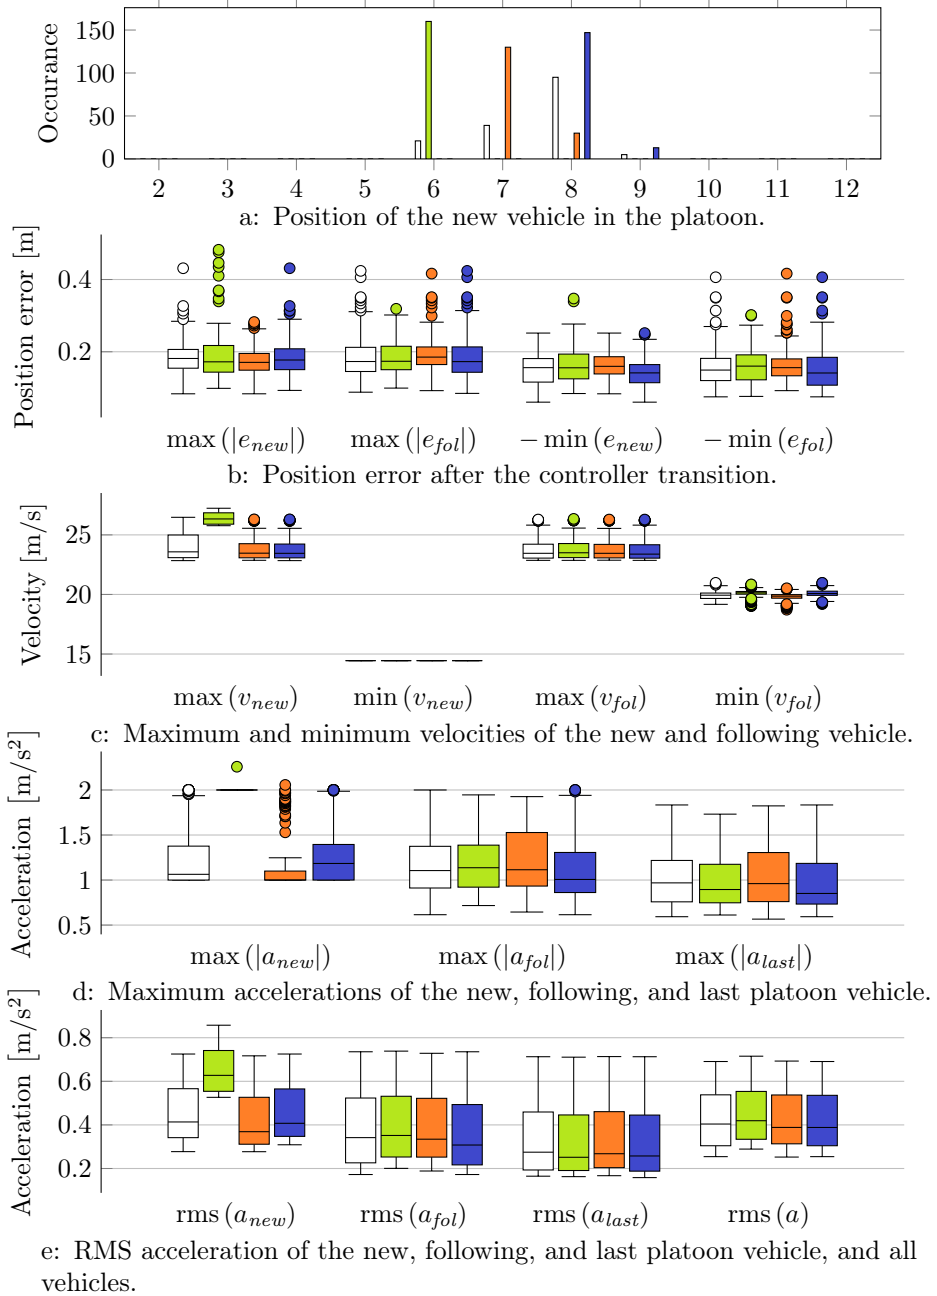 150
100
50
0
Occurance
2 3 4 5 6 7 8 9 10 11 12
a: Position of the new vehicle in the platoon.
0.4
0.2
Position error [m]
max (|e_new|) max (|e_fol|) − min (e_new) − min (e_fol)
b: Position error after the controller transition.
25
20
15
Velocity [m/s]
max (v_new) min (v_new) max (v_fol) min (v_fol)
c: Maximum and minimum velocities of the new and following vehicle.
2
1.5
1
0.5
Acceleration [m/s²]
max (|a_new|) max (|a_fol|) max (|a_last|)
d: Maximum accelerations of the new, following, and last platoon vehicle.
0.8
0.6
0.4
0.2
Acceleration [m/s²]
rms (a_new) rms (a_fol) rms (a_last) rms (a)
e: RMS acceleration of the new, following, and last platoon vehicle, and all
vehicles.